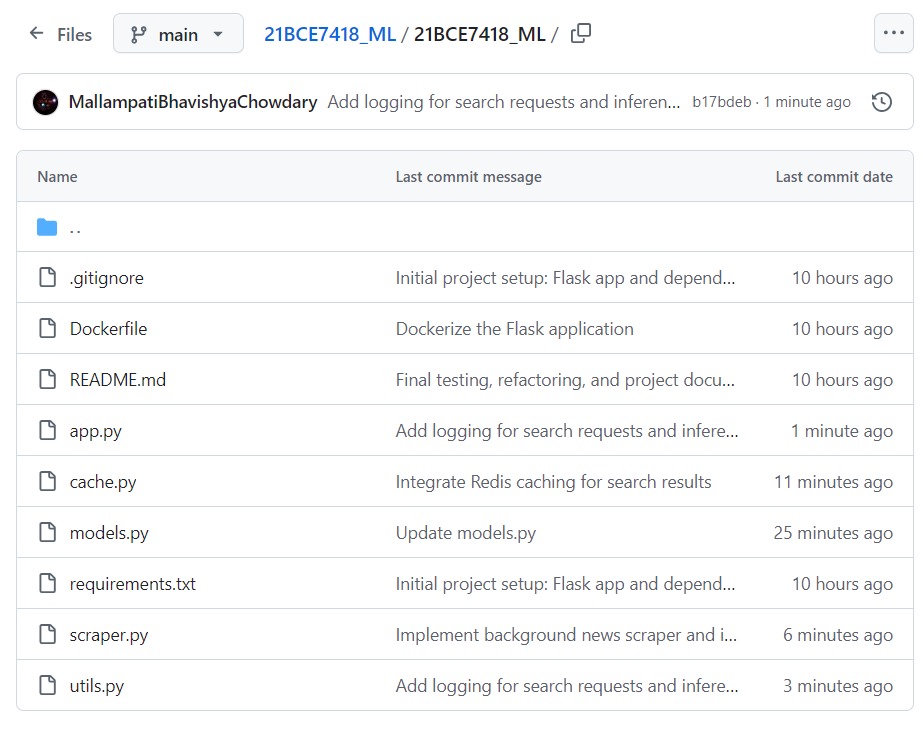 Files main 21BCE7418_ML / 21BCE7418_ML /
MallampatiBhavishyaChowdary Add logging for search requests and inferen... b17bdeb · 1 minute ago
Name Last commit message Last commit date
..
.gitignore Initial project setup: Flask app and depend... 10 hours ago
Dockerfile Dockerize the Flask application 10 hours ago
README.md Final testing, refactoring, and project docu... 10 hours ago
app.py Add logging for search requests and infere... 1 minute ago
cache.py Integrate Redis caching for search results 11 minutes ago
models.py Update models.py 25 minutes ago
requirements.txt Initial project setup: Flask app and depend... 10 hours ago
scraper.py Implement background news scraper and i... 6 minutes ago
utils.py Add logging for search requests and infere... 3 minutes ago